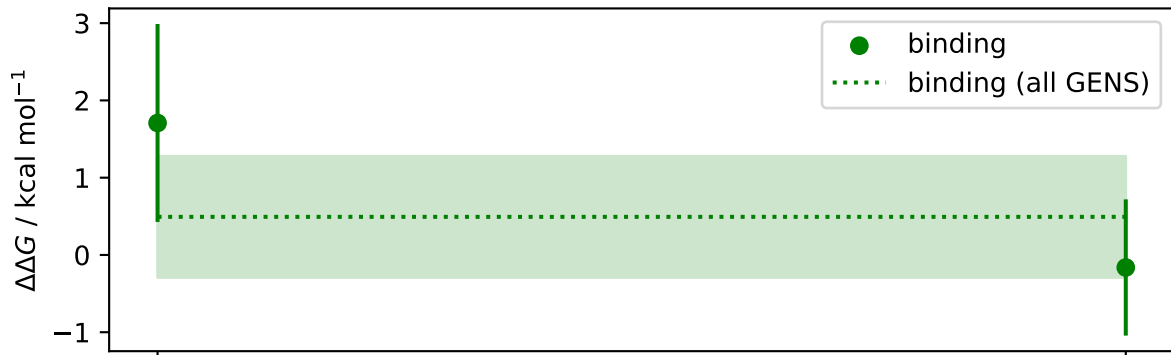 3
2
1
0
−1
ΔΔG / kcal mol⁻¹
binding
binding (all GENS)